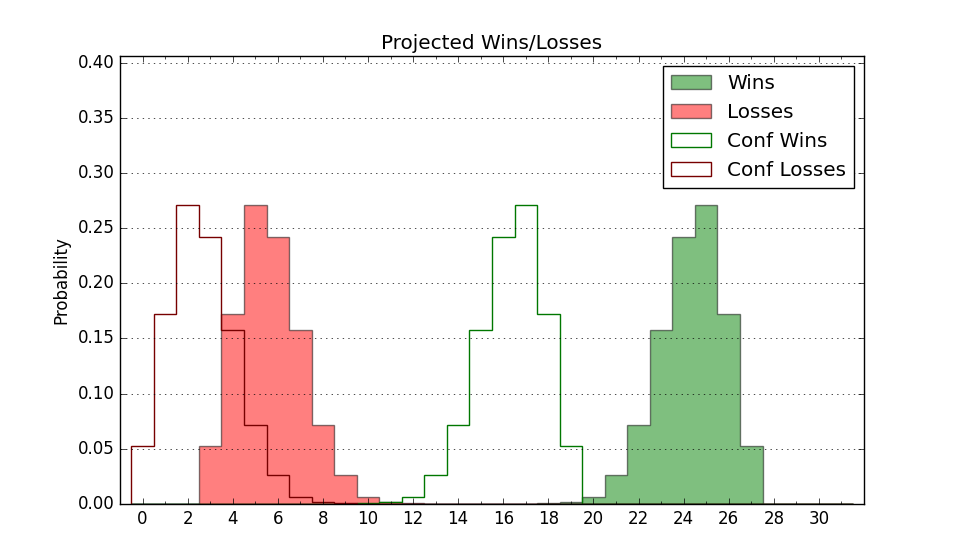 Projected Wins/Losses
0.40
0.35
0.30
0.25
0.20
0.15
0.10
0.05
0.00
Probability
Wins
Losses
Conf Wins
Conf Losses
0 2 4 6 8 10 12 14 16 18 20 22 24 26 28 30